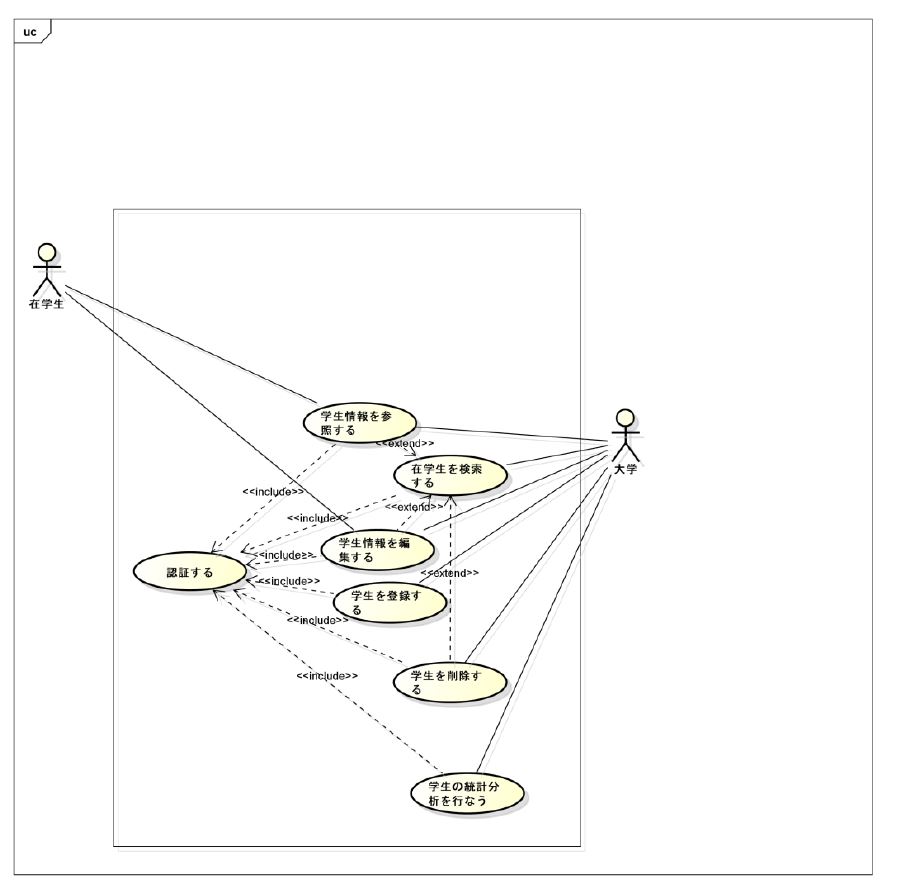 uc
在学生
学生情報を参
照する
<<extend>>
大学
在学生を検索
する
<<include>>
<<extend>>
<<include>>
学生情報を編
集する
<<include>>
認証する
<<extend>>
<<include>>
学生を登録す
る
<<include>>
学生を削除す
る
<<include>>
学生の統計分
析を行なう